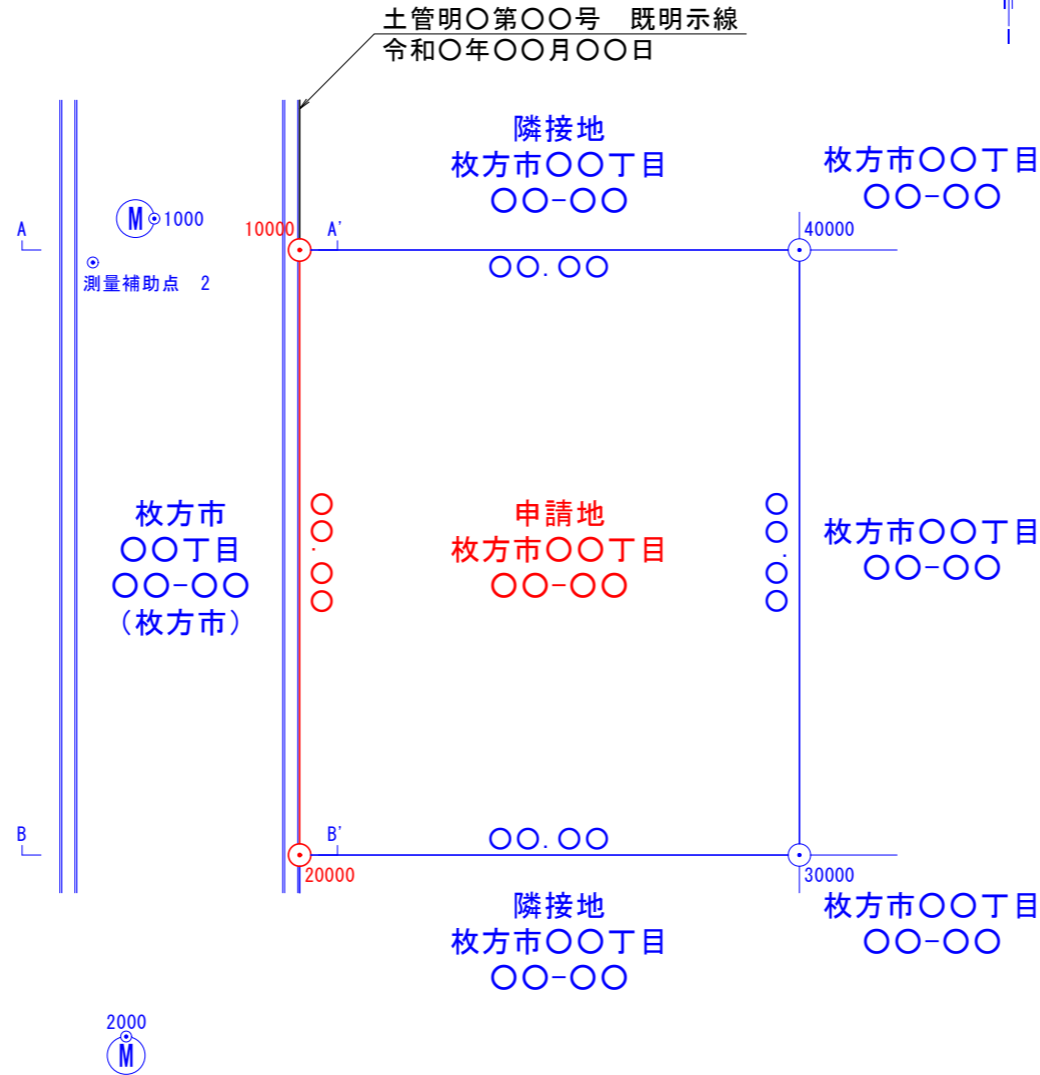 土管明〇第〇〇号　既明示線
令和〇年〇〇月〇〇日
隣接地
枚方市〇〇丁目
〇〇-〇〇
枚方市〇〇丁目
〇〇-〇〇
M
1000
A
10000
A'
40000
〇〇.〇〇
測量補助点　2
枚方市
〇〇丁目
〇〇-〇〇
(枚方市)
〇〇.〇〇
申請地
枚方市〇〇丁目
〇〇-〇〇
〇〇.〇〇
枚方市〇〇丁目
〇〇-〇〇
B
B'
〇〇.〇〇
20000
30000
隣接地
枚方市〇〇丁目
〇〇-〇〇
枚方市〇〇丁目
〇〇-〇〇
2000
M